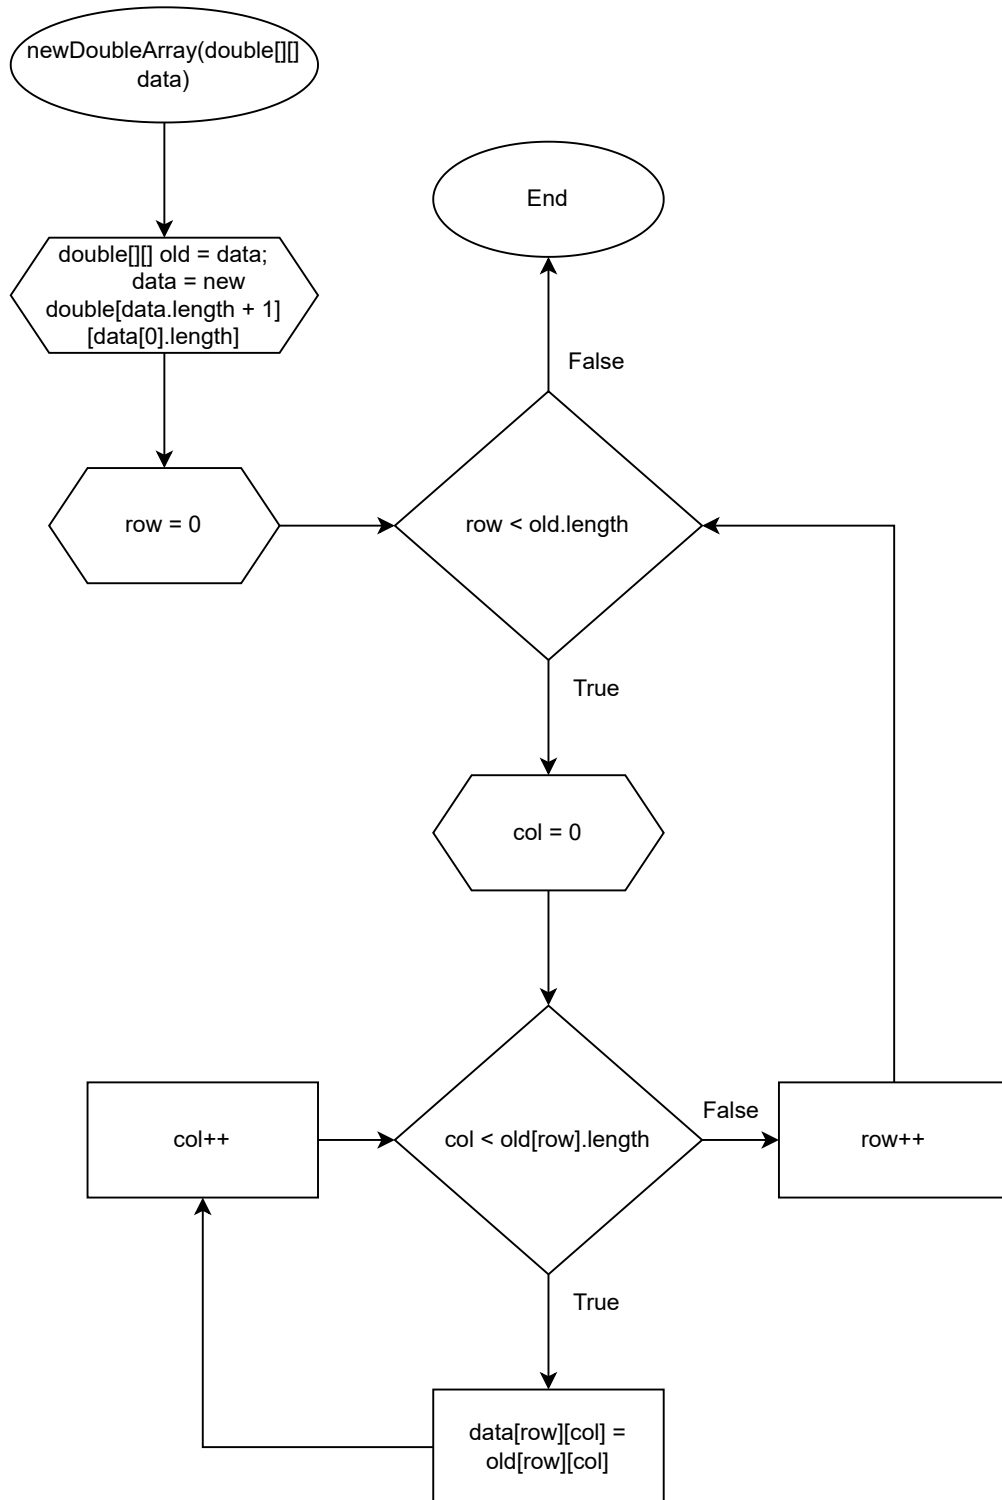 newDoubleArray(double[][]
data)
End
double[][] old = data;
data = new
double[data.length + 1]
[data[0].length]
False
row = 0
row < old.length
True
col = 0
col++
col < old[row].length
False
row++
True
data[row][col] =
old[row][col]